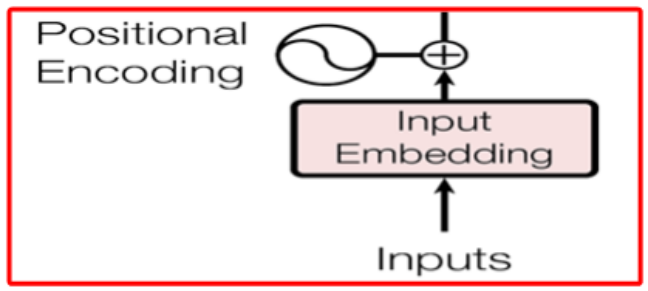 Positional
Encoding
Input
Embedding
Inputs